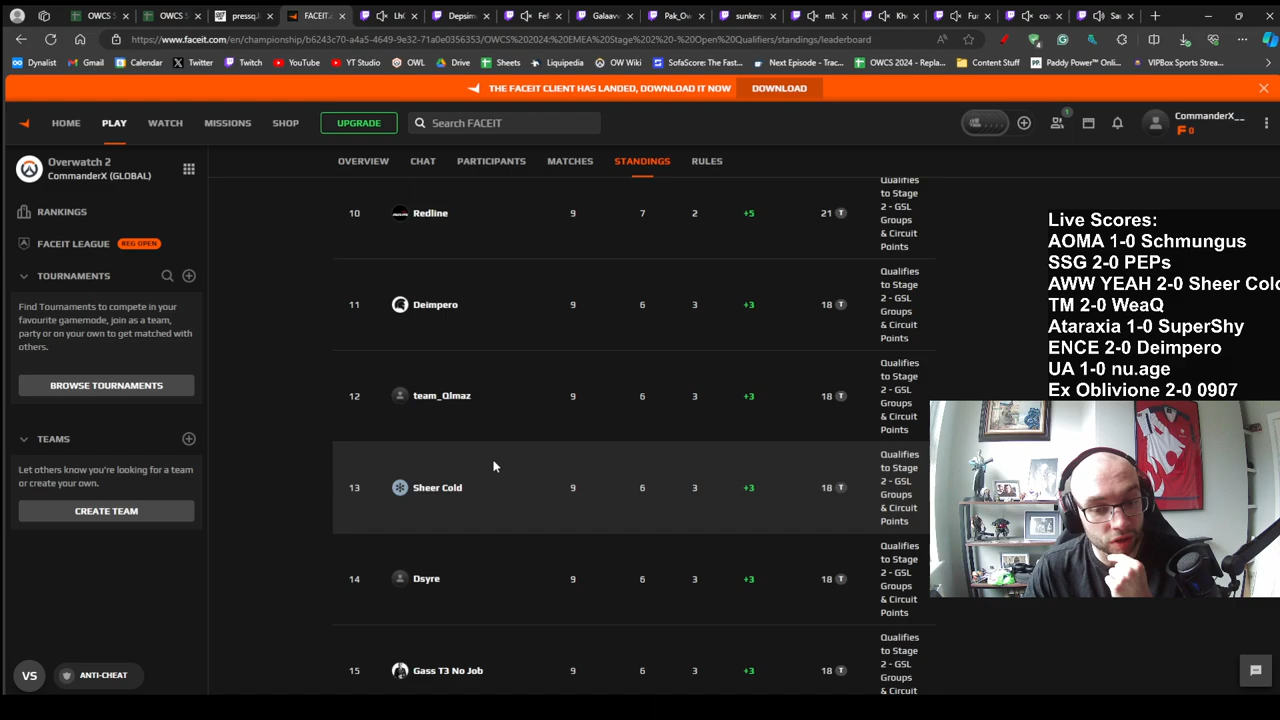 OWCS S
OWCS S
pressq.l
FACEIT.
Lh
Depsim
Fef
Galaav
Pak_Ow
sunken
ml.
Kh
Fur
co
Sa
https://www.faceit.com/en/championship/b6243c70-a4a5-4649-9e32-71a0e0356353/OWCS%202024:%20EMEA%20Stage%202%20-%20Open%20Qualifiers/standings/leaderboard
Dynalist
Gmail
Calendar
Twitter
Twitch
YouTube
YT Studio
OWL
Drive
Sheets
Liquipedia
OW Wiki
SofaScore: The Fast...
Next Episode - Trac...
OWCS 2024 - Repla...
Content Stuff
Paddy Power™ Onli...
VIPBox Sports Strea...
THE FACEIT CLIENT HAS LANDED, DOWNLOAD IT NOW
DOWNLOAD
HOME
PLAY
WATCH
MISSIONS
SHOP
UPGRADE
Search FACEIT
1
CommanderX__
F 0
Overwatch 2
CommanderX (GLOBAL)
RANKINGS
FACEIT LEAGUE REG OPEN
TOURNAMENTS
Find Tournaments to compete in your
favourite gamemode, join as a team,
party or on your own to get matched with
others.
BROWSE TOURNAMENTS
TEAMS
Let others know you're looking for a team
or create your own.
CREATE TEAM
VS
ANTI-CHEAT
OVERVIEW
CHAT
PARTICIPANTS
MATCHES
STANDINGS
RULES
10 Redline 9 7 2 +5 21 T
Qualifies
to Stage
2 - GSL
Groups
& Circuit
Points
11 Deimpero 9 6 3 +3 18 T
Qualifies
to Stage
2 - GSL
Groups
& Circuit
Points
12 team_Qlmaz 9 6 3 +3 18 T
Qualifies
to Stage
2 - GSL
Groups
& Circuit
Points
13 Sheer Cold 9 6 3 +3 18 T
Qualifies
to Stage
2 - GSL
Groups
& Circuit
Points
14 Dsyre 9 6 3 +3 18 T
Qualifies
to Stage
2 - GSL
Groups
& Circuit
Points
15 Gass T3 No Job 9 6 3 +3 18 T
Qualifies
to Stage
2 - GSL
Groups
& Circuit
Live Scores:
AOMA 1-0 Schmungus
SSG 2-0 PEPs
AWW YEAH 2-0 Sheer Cold
TM 2-0 WeaQ
Ataraxia 1-0 SuperShy
ENCE 2-0 Deimpero
UA 1-0 nu.age
Ex Oblivione 2-0 0907